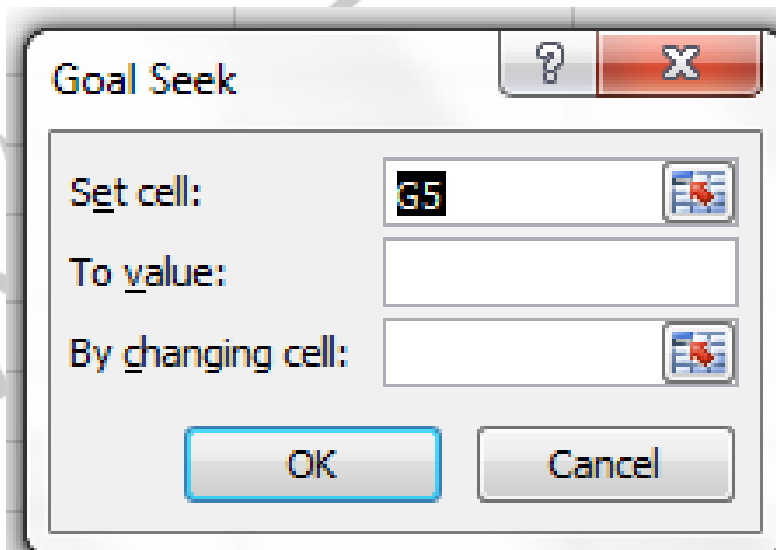 Goal Seek
Set cell: G5
To value:
By changing cell:
OK Cancel